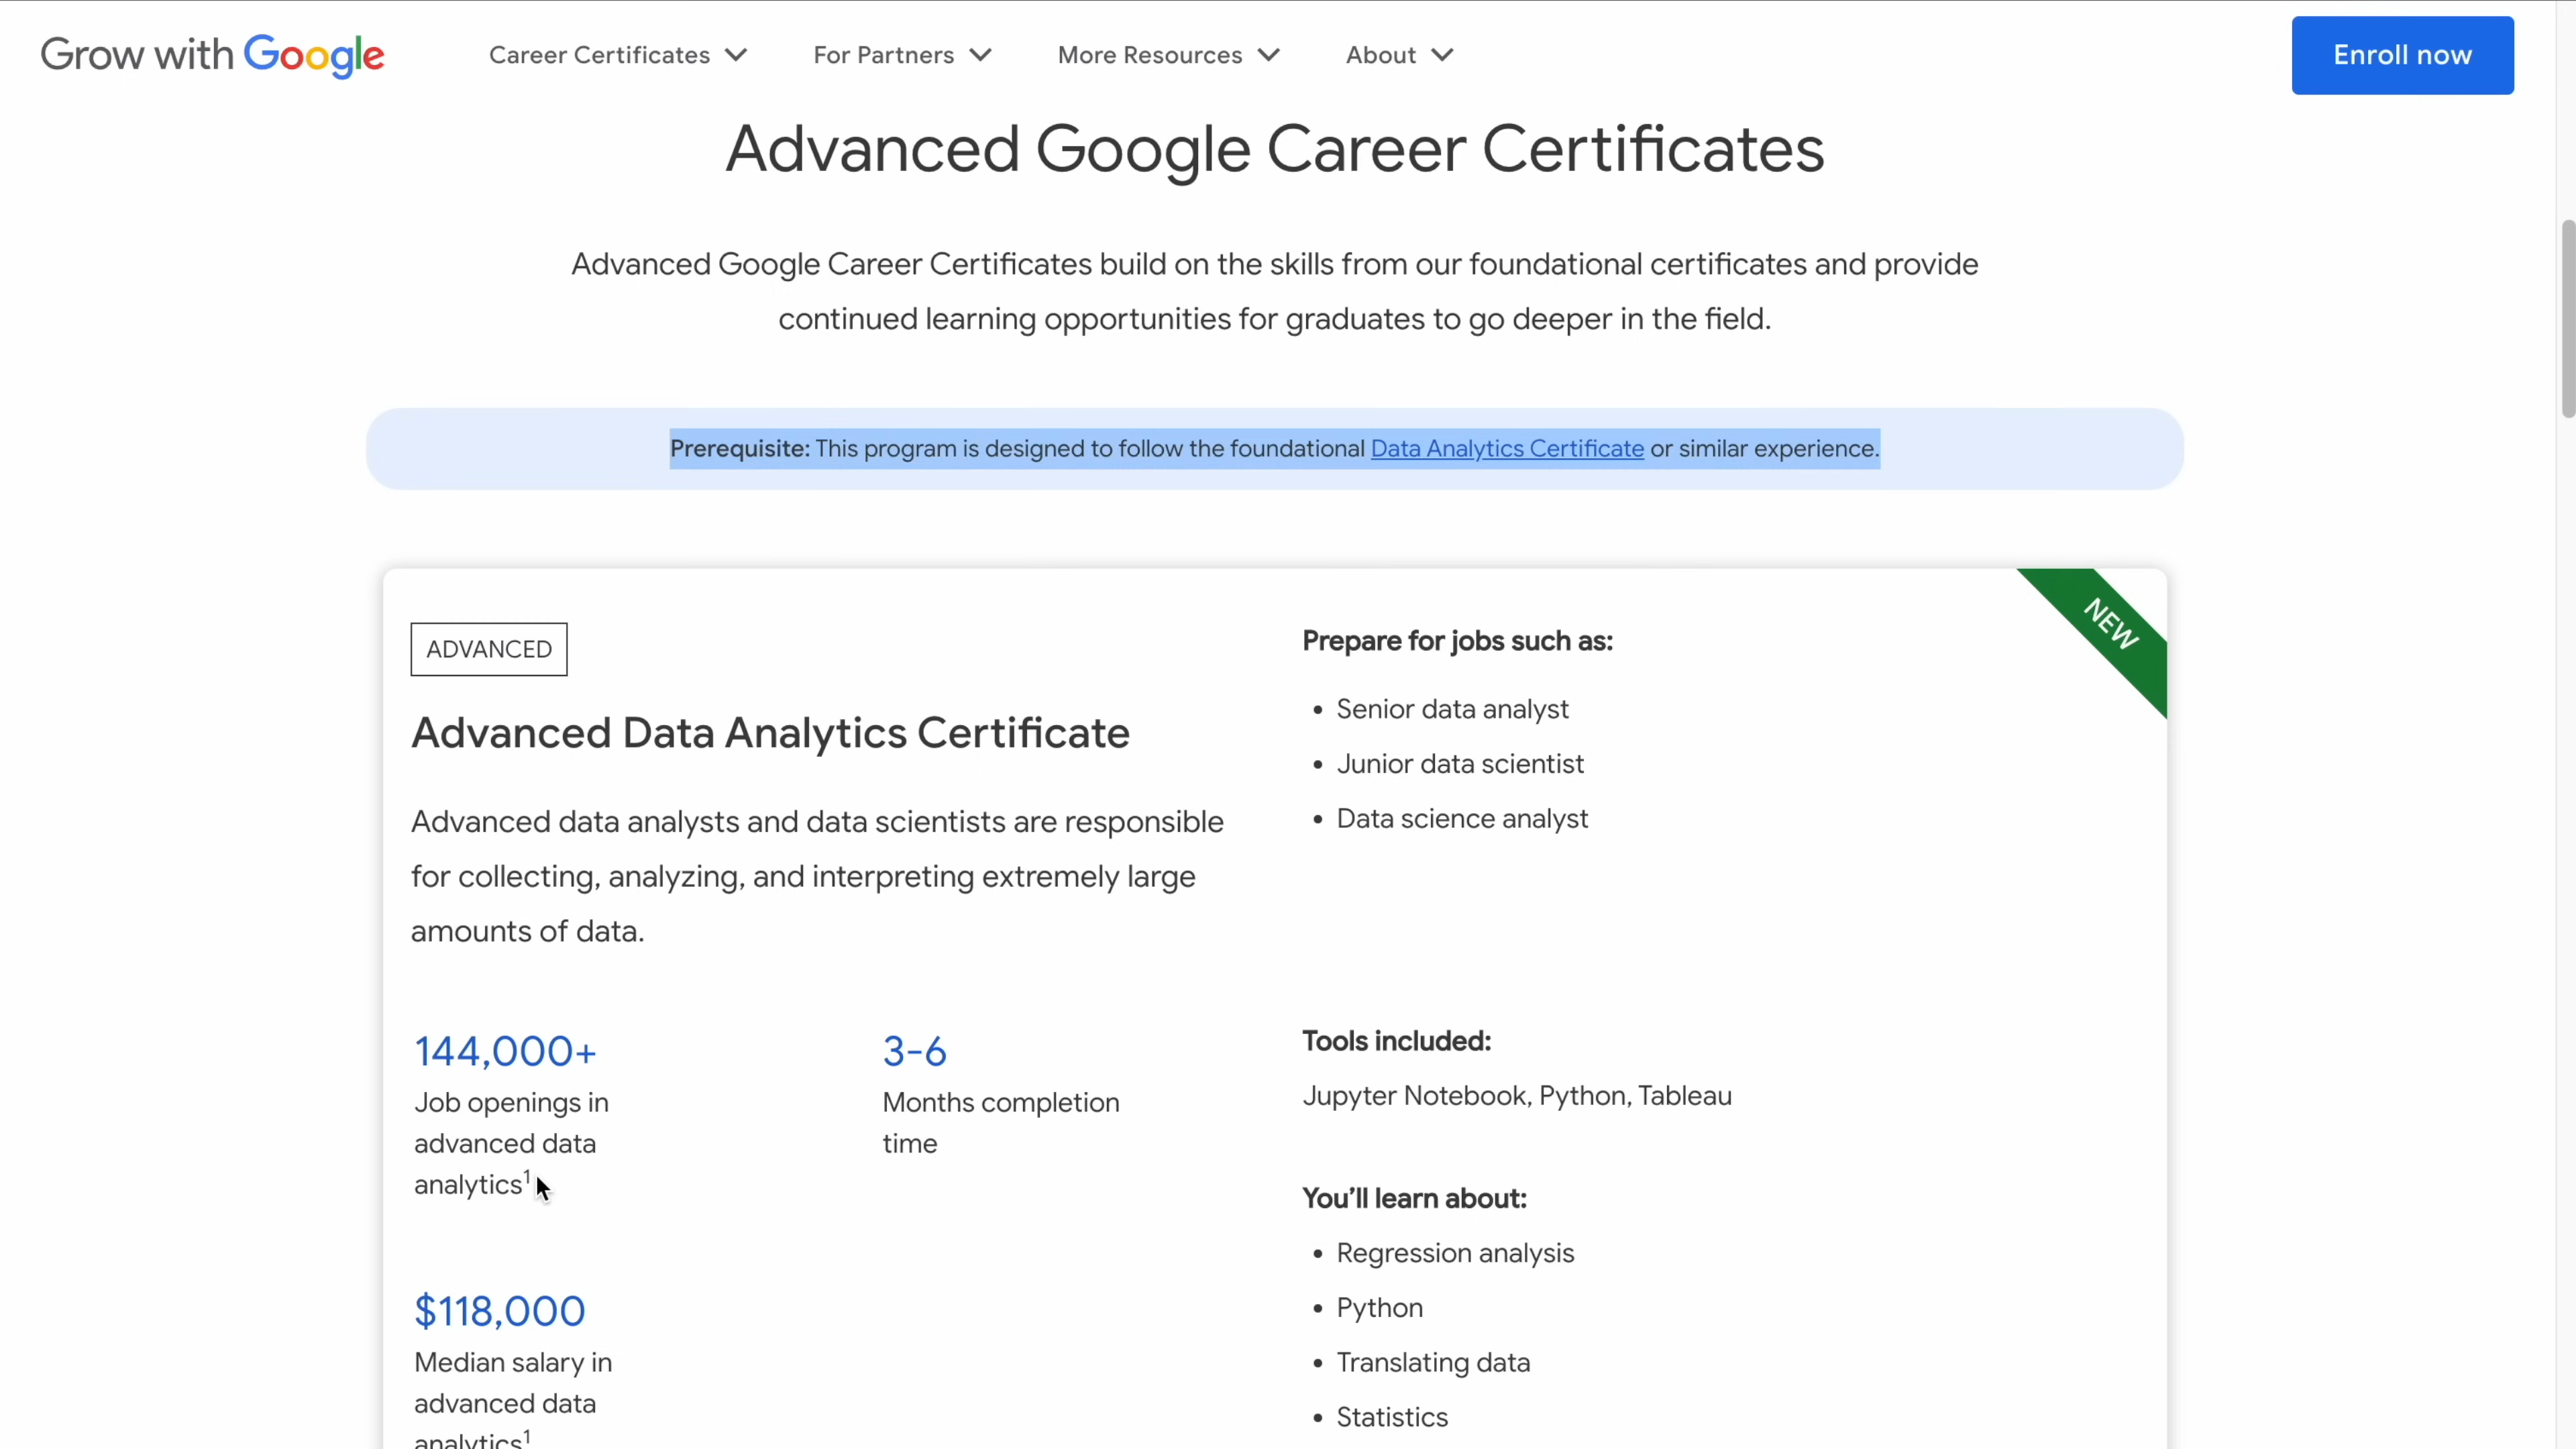 Grow with Google
Career Certificates
For Partners
More Resources
About
Enroll now
Advanced Google Career Certificates
Advanced Google Career Certificates build on the skills from our foundational certificates and provide
continued learning opportunities for graduates to go deeper in the field.
Prerequisite: This program is designed to follow the foundational Data Analytics Certificate or similar experience.
NEW
ADVANCED
Advanced Data Analytics Certificate
Advanced data analysts and data scientists are responsible
for collecting, analyzing, and interpreting extremely large
amounts of data.
144,000+
Job openings in
advanced data
analytics¹
3-6
Months completion
time
$118,000
Median salary in
advanced data
analytics¹
Prepare for jobs such as:
• Senior data analyst
• Junior data scientist
• Data science analyst
Tools included:
Jupyter Notebook, Python, Tableau
You'll learn about:
• Regression analysis
• Python
• Translating data
• Statistics